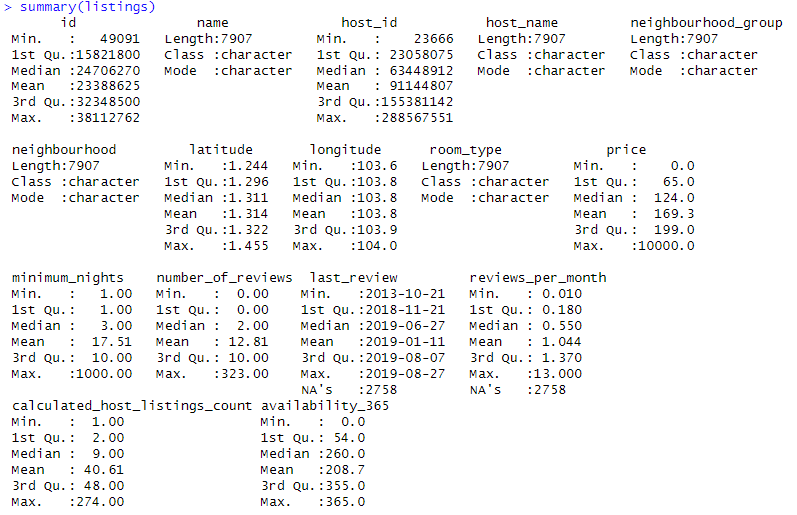 > summary(listings)
id name host_id host_name neighbourhood_group
Min. : 49091 Length:7907 Min. : 23666 Length:7907 Length:7907
1st Qu.:15821800 Class :character 1st Qu.: 23058075 Class :character Class :character
Median :24706270 Mode :character Median : 63448912 Mode :character Mode :character
Mean :23388625 Mean : 91144807
3rd Qu.:32348500 3rd Qu.:155381142
Max. :38112762 Max. :288567551
neighbourhood latitude longitude room_type price
Length:7907 Min. :1.244 Min. :103.6 Length:7907 Min. : 0.0
Class :character 1st Qu.:1.296 1st Qu.:103.8 Class :character 1st Qu.: 65.0
Mode :character Median :1.311 Median :103.8 Mode :character Median : 124.0
Mean :1.314 Mean :103.8 Mean : 169.3
3rd Qu.:1.322 3rd Qu.:103.9 3rd Qu.: 199.0
Max. :1.455 Max. :104.0 Max. :10000.0
minimum_nights number_of_reviews last_review reviews_per_month
Min. : 1.00 Min. : 0.00 Min. :2013-10-21 Min. : 0.010
1st Qu.: 1.00 1st Qu.: 0.00 1st Qu.:2018-11-21 1st Qu.: 0.180
Median : 3.00 Median : 2.00 Median :2019-06-27 Median : 0.550
Mean : 17.51 Mean : 12.81 Mean :2019-01-11 Mean : 1.044
3rd Qu.: 10.00 3rd Qu.: 10.00 3rd Qu.:2019-08-07 3rd Qu.: 1.370
Max. :1000.00 Max. :323.00 Max. :2019-08-27 Max. :13.000
NA's :2758 NA's :2758
calculated_host_listings_count availability_365
Min. : 1.00 Min. : 0.0
1st Qu.: 2.00 1st Qu.: 54.0
Median : 9.00 Median :260.0
Mean : 40.61 Mean :208.7
3rd Qu.: 48.00 3rd Qu.:355.0
Max. :274.00 Max. :365.0